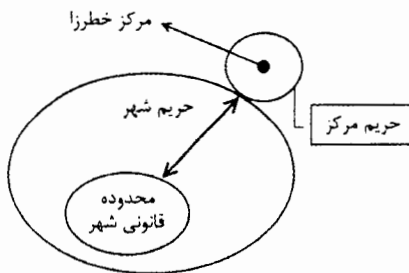 مرکز خطرزا
حریم شهر
حریم مرکز
محدوده
قانونی شهر